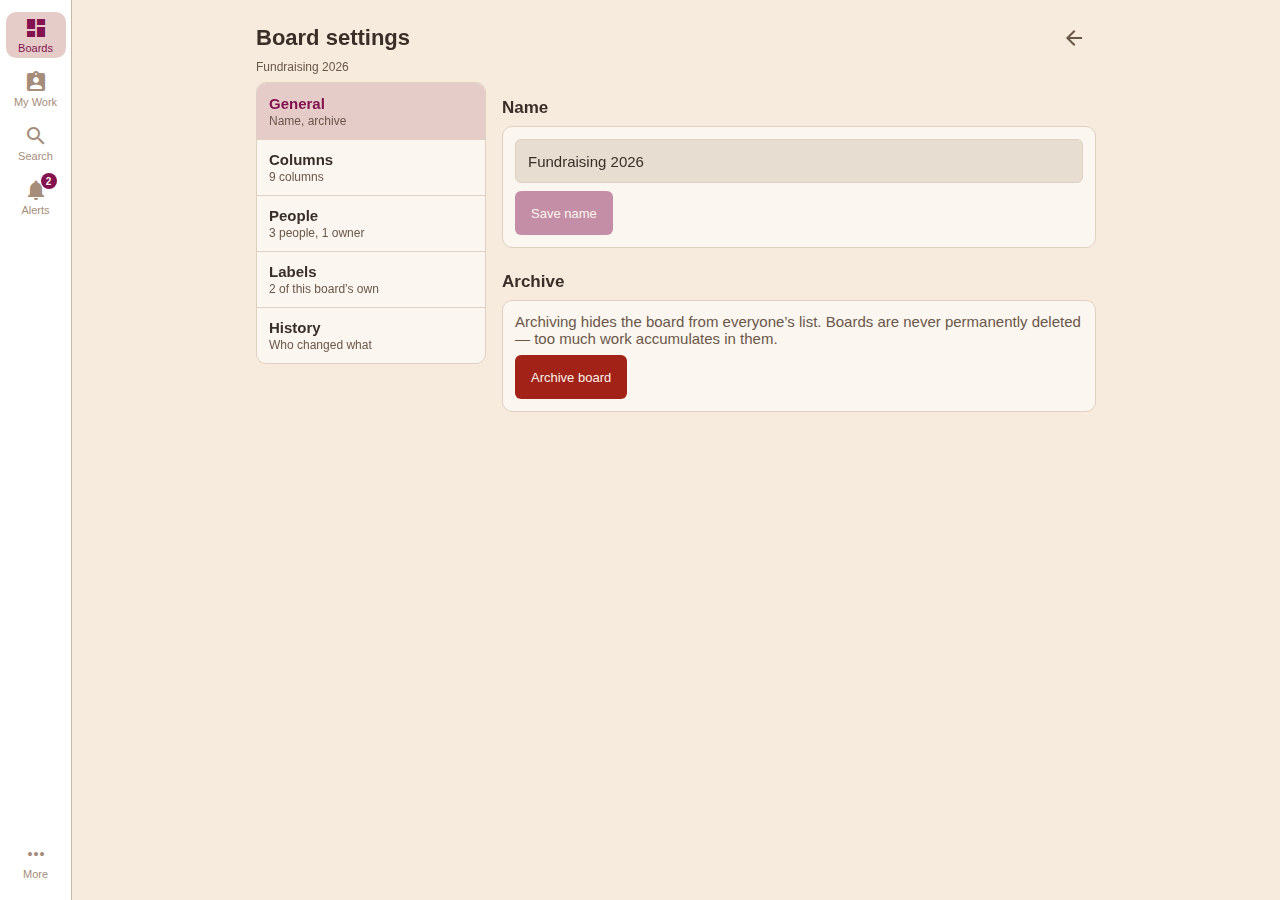 Boards
My Work
Search
2
Alerts
More
Board settings
Fundraising 2026
General
Name, archive
Columns
9 columns
People
3 people, 1 owner
Labels
2 of this board’s own
History
Who changed what
Name
Fundraising 2026
Save name
Archive
Archiving hides the board from everyone’s list. Boards are never permanently deleted
— too much work accumulates in them.
Archive board